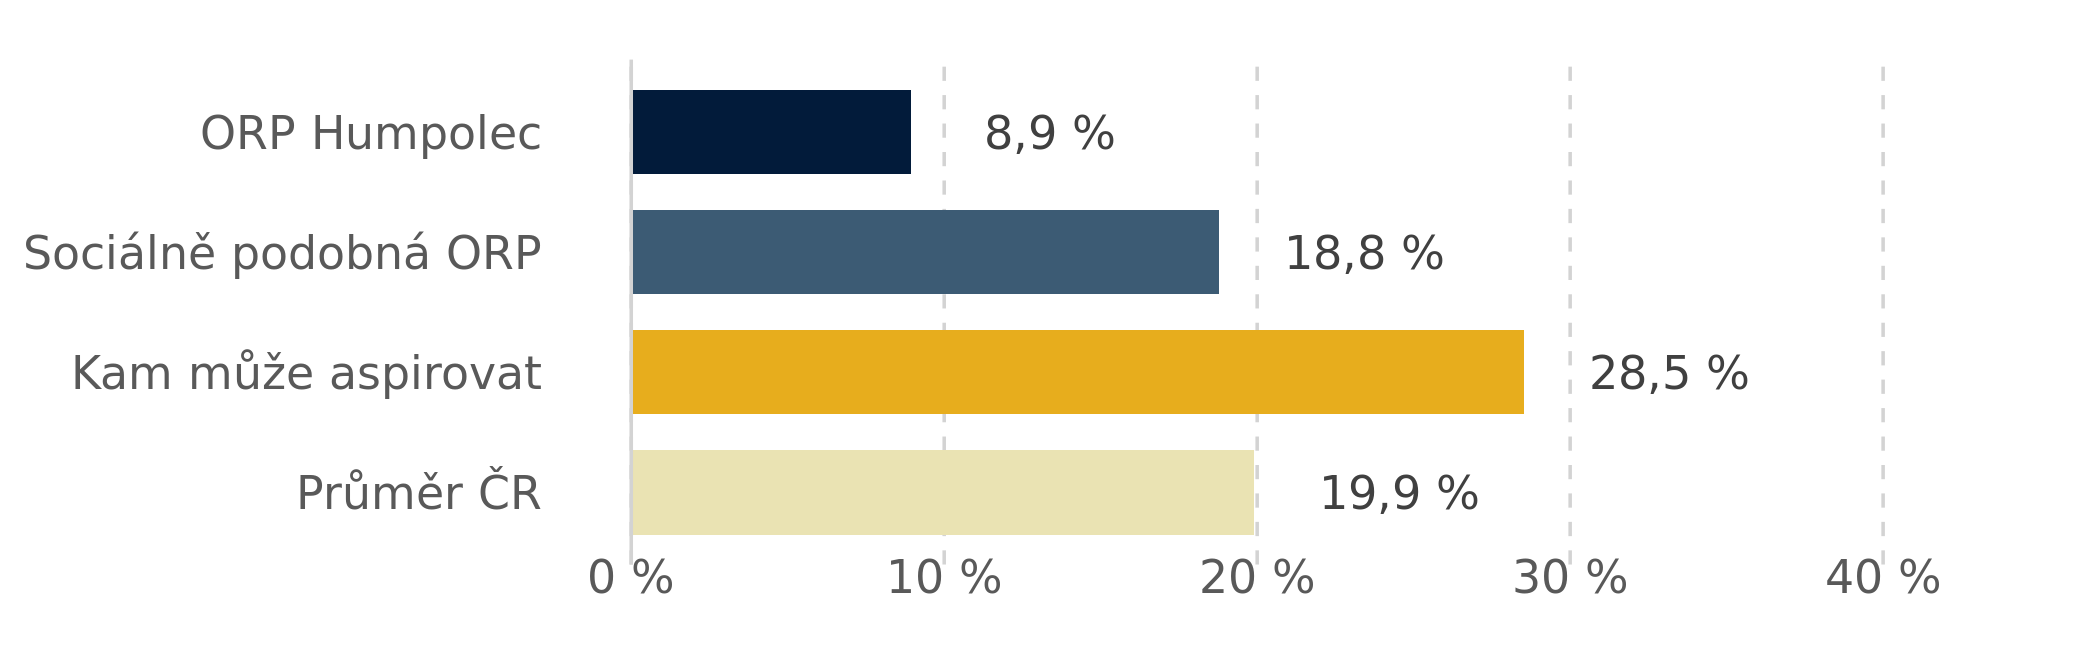 ORP Humpolec 8,9 %
Sociálně podobná ORP 18,8 %
Kam může aspirovat 28,5 %
Průměr ČR 19,9 %
0 % 10 % 20 % 30 % 40 %